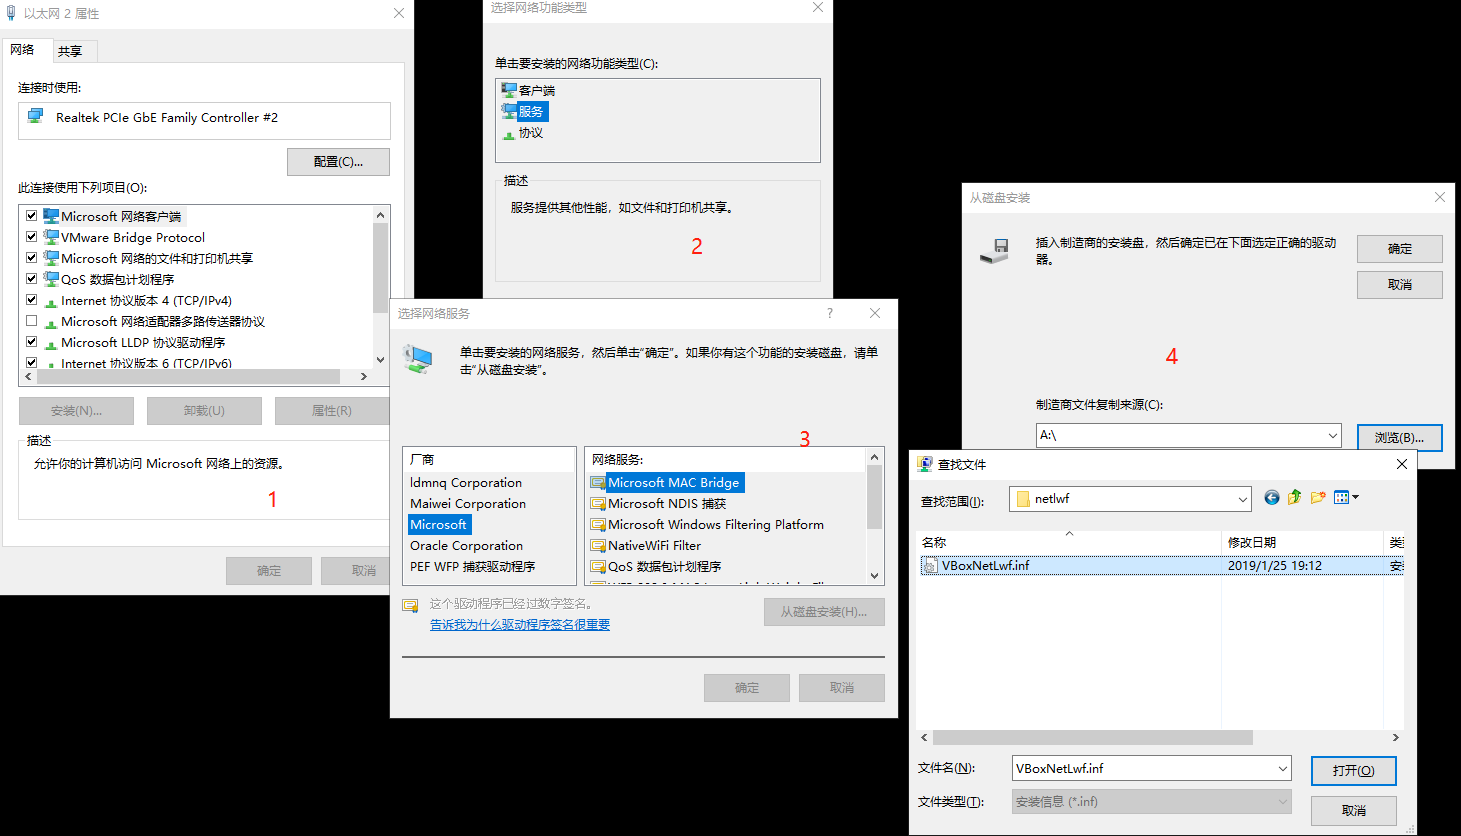 以太网 2 属性
网络
共享
连接时使用:
Realtek PCIe GbE Family Controller #2
配置(C)...
此连接使用下列项目(O):
Microsoft 网络客户端
VMware Bridge Protocol
Microsoft 网络的文件和打印机共享
QoS 数据包计划程序
Internet 协议版本 4 (TCP/IPv4)
Microsoft 网络适配器多路传送器协议
Microsoft LLDP 协议驱动程序
Internet 协议版本 6 (TCP/IPv6)
安装(N)...
卸载(U)
属性(R)
描述
允许你的计算机访问 Microsoft 网络上的资源。
1
确定
取消
选择网络功能类型
单击要安装的网络功能类型(C):
客户端
服务
协议
描述
服务提供其他性能，如文件和打印机共享。
2
选择网络服务
?
单击要安装的网络服务，然后单击“确定”。如果你有这个功能的安装磁盘，请单
击“从磁盘安装”。
3
厂商
ldmnq Corporation
Maiwei Corporation
Microsoft
Oracle Corporation
PEF WFP 捕获驱动程序
网络服务:
Microsoft MAC Bridge
Microsoft NDIS 捕获
Microsoft Windows Filtering Platform
NativeWiFi Filter
QoS 数据包计划程序
这个驱动程序已经过数字签名。
告诉我为什么驱动程序签名很重要
从磁盘安装(H)...
确定
取消
从磁盘安装
插入制造商的安装盘，然后确定已在下面选定正确的驱动
器。
确定
取消
4
制造商文件复制来源(C):
A:\
浏览(B)...
查找文件
查找范围(I):
netlwf
名称
修改日期
VBoxNetLwf.inf
2019/1/25 19:12
文件名(N):
VBoxNetLwf.inf
打开(O)
文件类型(T):
安装信息 (*.inf)
取消